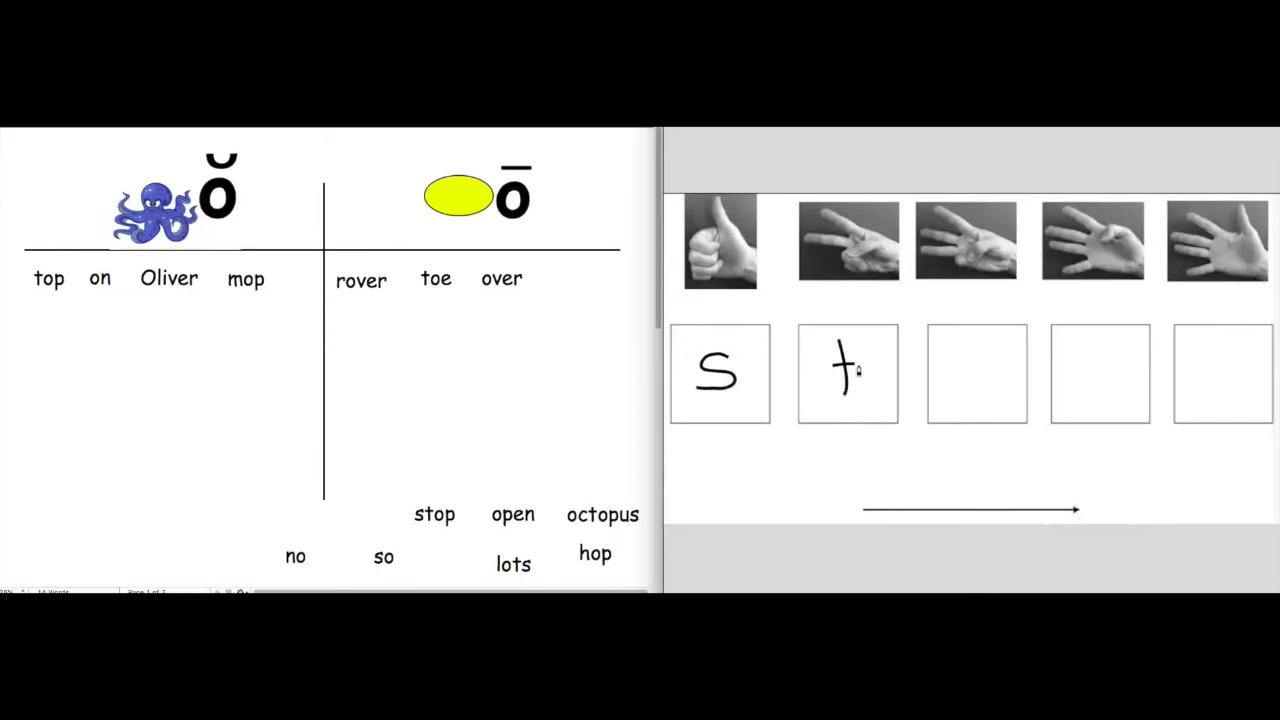 ŏ ō
top on Oliver mop rover toe over
stop open octopus
no so lots hop
s t